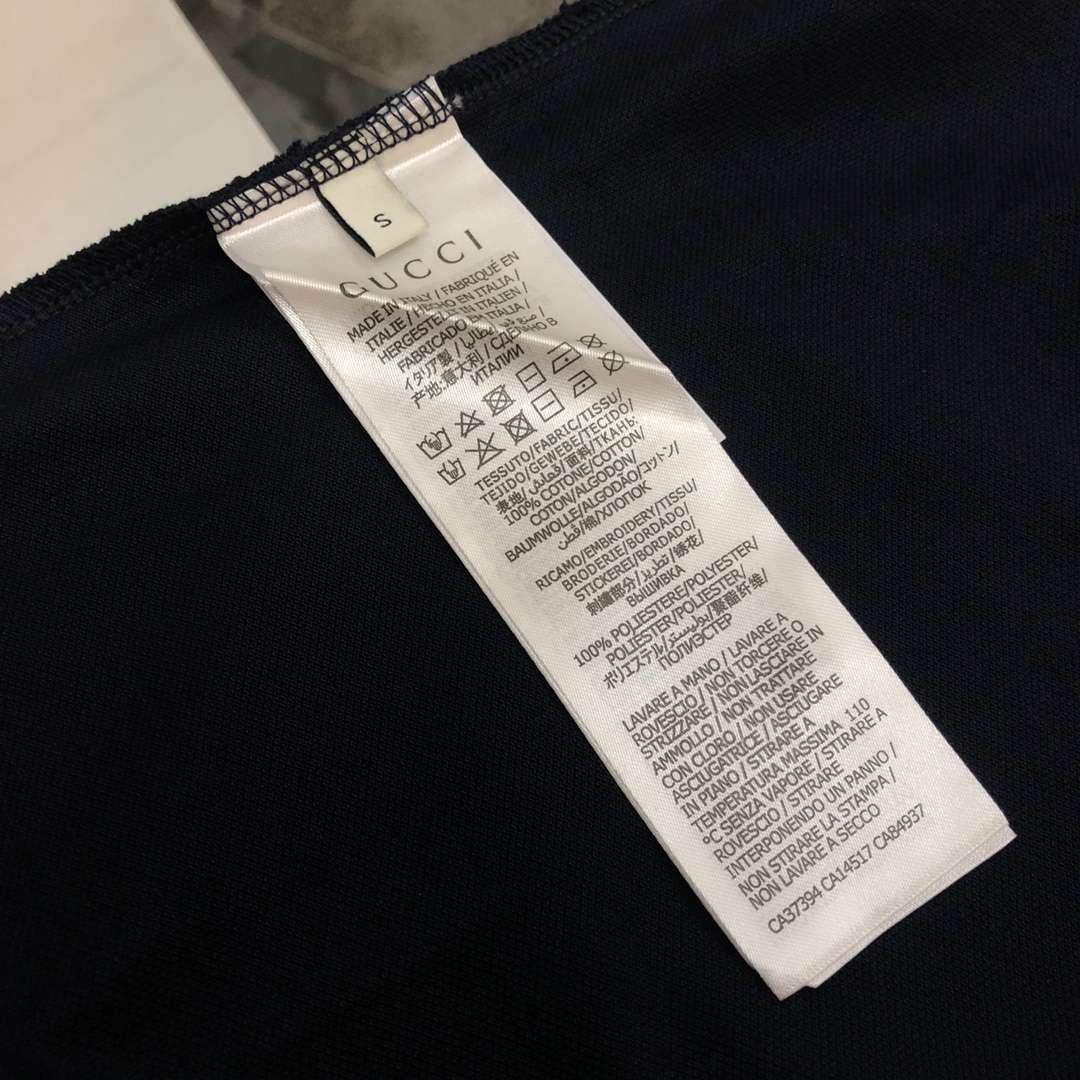 S
GUCCI
MADE IN ITALY / FABRIQUÉ EN
ITALIE / HECHO EN ITALIA /
HERGESTELLT IN ITALIEN /
FABRICADO EM ITALIA /
イタリア製 / صنع في إيطاليا /
产地:意大利 / СДЕЛАНО В
ИТАЛИИ
TESSUTO/FABRIC/TISSU/
TEJIDO/GEWEBE/TECIDO/
表地/قماش/面料/ТКАНЬ:
100% COTONE/COTTON/
COTON/ALGODON/
BAUMWOLLE/ALGODÃO/コットン/
قطن/棉/ХЛОПОК
RICAMO/EMBROIDERY/TISSU/
BRODERIE/BORDADO/
STICKEREI/BORDADO/
刺繍部分/تطريز/绣花/
ВЫШИВКА
100% POLIESTERE/POLYESTER/
POLIESTER/POLYESTER/
ポリエステル/بوليستر/聚酯纤维/
ПОЛИЭСТЕР
LAVARE A MANO / LAVARE A
ROVESCIO / NON TORCERE O
STRIZZARE / NON LASCIARE IN
AMMOLLO / NON TRATTARE
CON CLORO / NON USARE
ASCIUGATRICE / ASCIUGARE
IN PIANO / STIRARE A
TEMPERATURA MASSIMA 110
°C SENZA VAPORE / STIRARE A
ROVESCIO / STIRARE
INTERPONENDO UN PANNO /
NON STIRARE LA STAMPA /
NON LAVARE A SECCO
CA37394 CA14517 CA84937